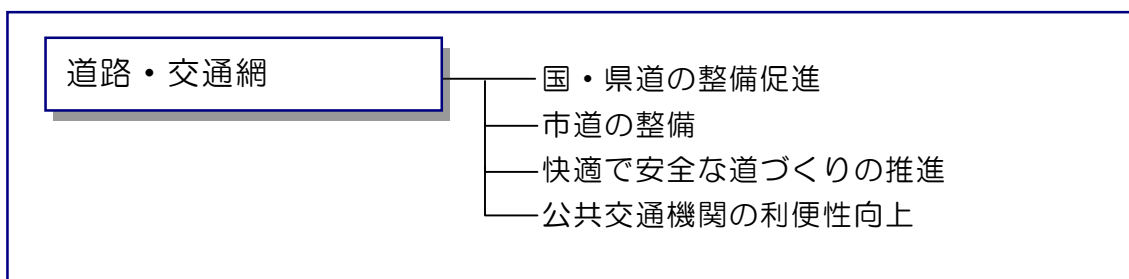 道路・交通網
国・県道の整備促進
市道の整備
快適で安全な道づくりの推進
公共交通機関の利便性向上